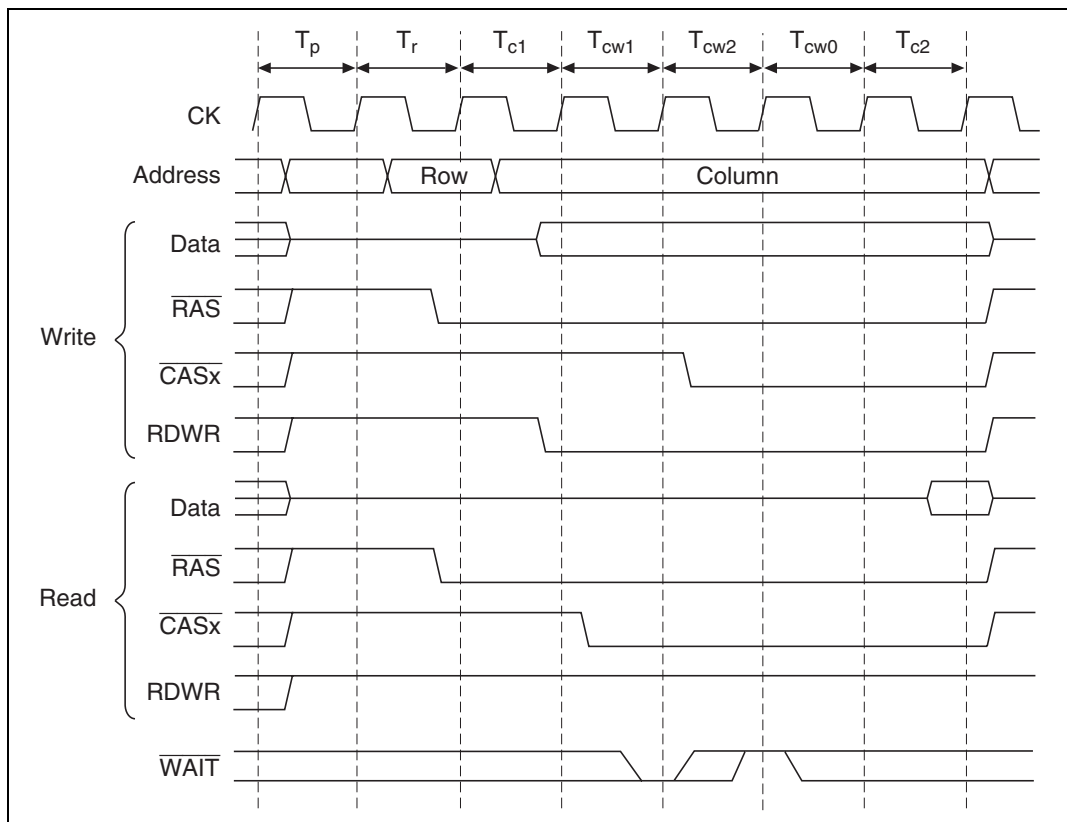 Tp Tr Tc1 Tcw1 Tcw2 Tcw0 Tc2
CK
Address Row Column
Data
RAS
Write
CASx
RDWR
Data
RAS
Read
CASx
RDWR
WAIT